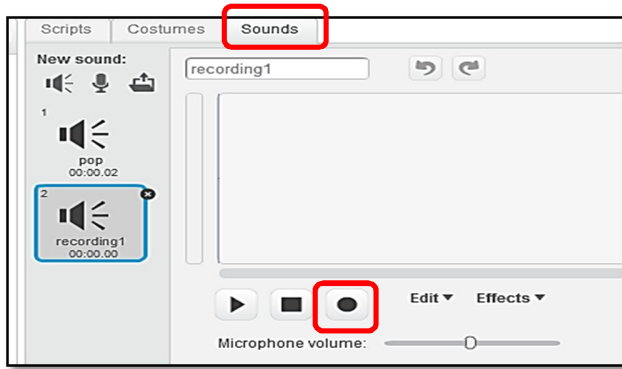 Scripts Costumes Sounds
New sound:
recording1
1
pop
00:00.02
2
recording1
00:00.00
Edit Effects
Microphone volume: